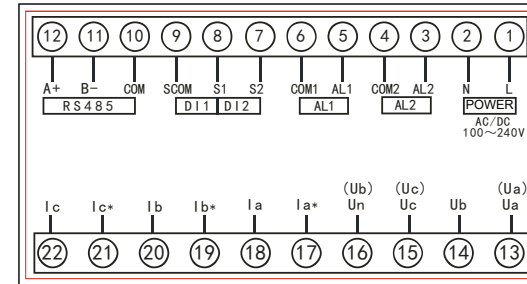 12 11 10 9 8 7 6 5 4 3 2 1
A+ B- COM SCOM S1 S2 COM1 AL1 COM2 AL2 N L
RS485 DI1 DI2 AL1 AL2 POWER
AC/DC
100～240V
(Ub) (Uc) (Ua)
Ic Ic* Ib Ib* Ia Ia* Un Uc Ub Ua
22 21 20 19 18 17 16 15 14 13